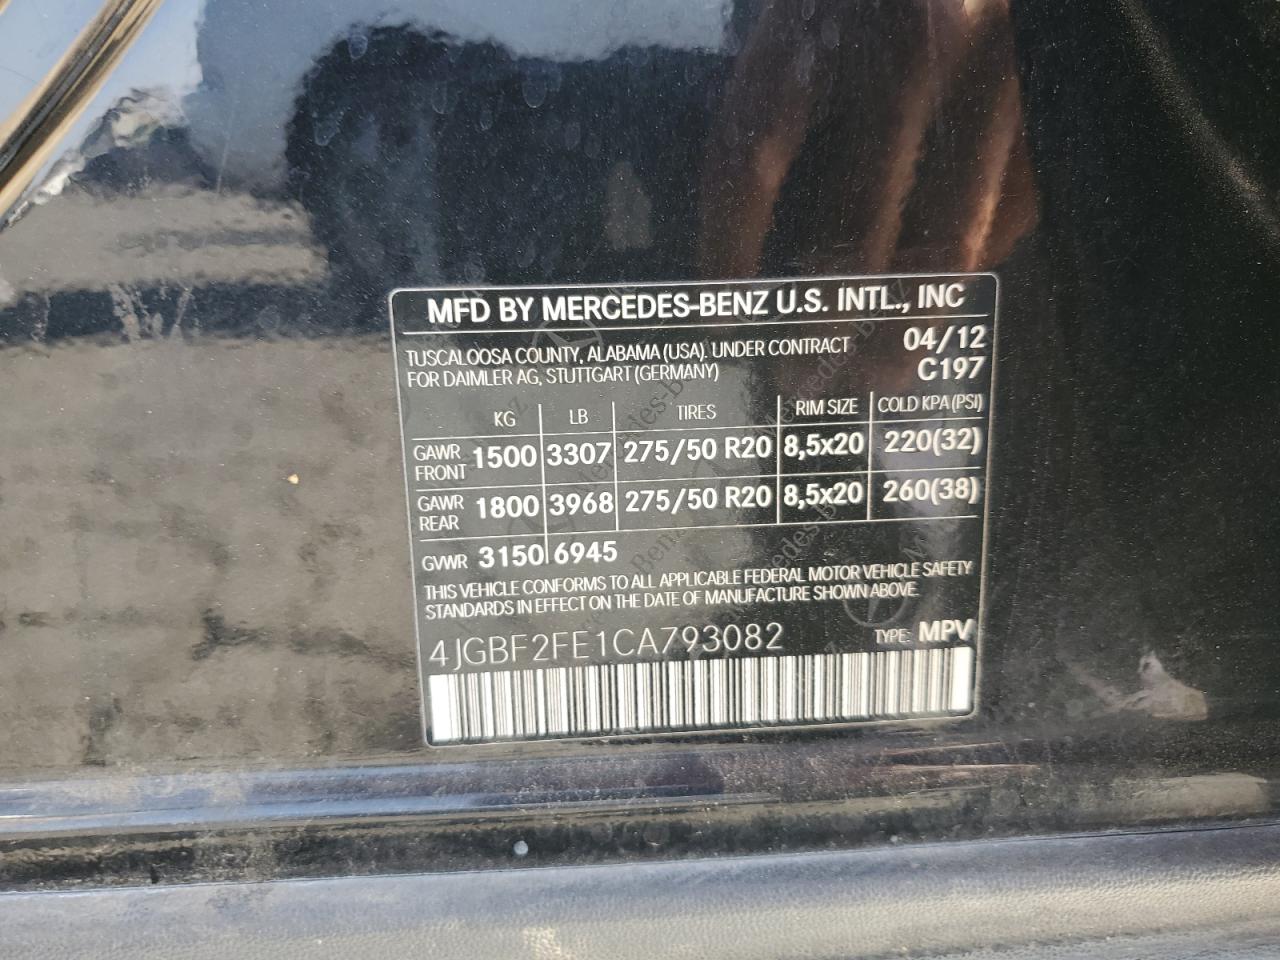 MFD BY MERCEDES-BENZ U.S. INTL., INC
TUSCALOOSA COUNTY, ALABAMA (USA). UNDER CONTRACT 04/12
FOR DAIMLER AG, STUTTGART (GERMANY) C197
KG LB TIRES RIM SIZE COLD KPA (PSI)
GAWR FRONT 1500 3307 275/50 R20 8,5x20 220(32)
GAWR REAR 1800 3968 275/50 R20 8,5x20 260(38)
GVWR 3150 6945
THIS VEHICLE CONFORMS TO ALL APPLICABLE FEDERAL MOTOR VEHICLE SAFETY
STANDARDS IN EFFECT ON THE DATE OF MANUFACTURE SHOWN ABOVE.
4JGBF2FE1CA793082 TYPE: MPV